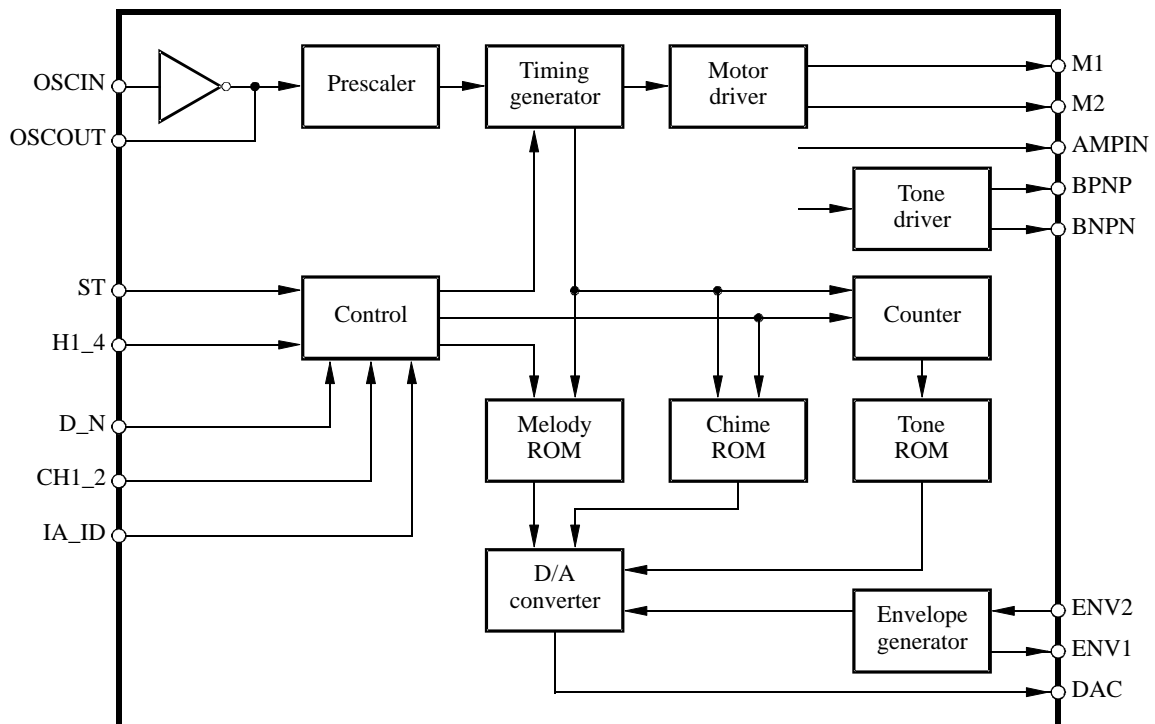 OSCIN
OSCOUT
Prescaler
Timing
generator
Motor
driver
M1
M2
AMPIN
BPNP
BNPN
Tone
driver
ST
H1_4
D_N
CH1_2
IA_ID
Control
Counter
Melody
ROM
Chime
ROM
Tone
ROM
D/A
converter
Envelope
generator
ENV2
ENV1
DAC